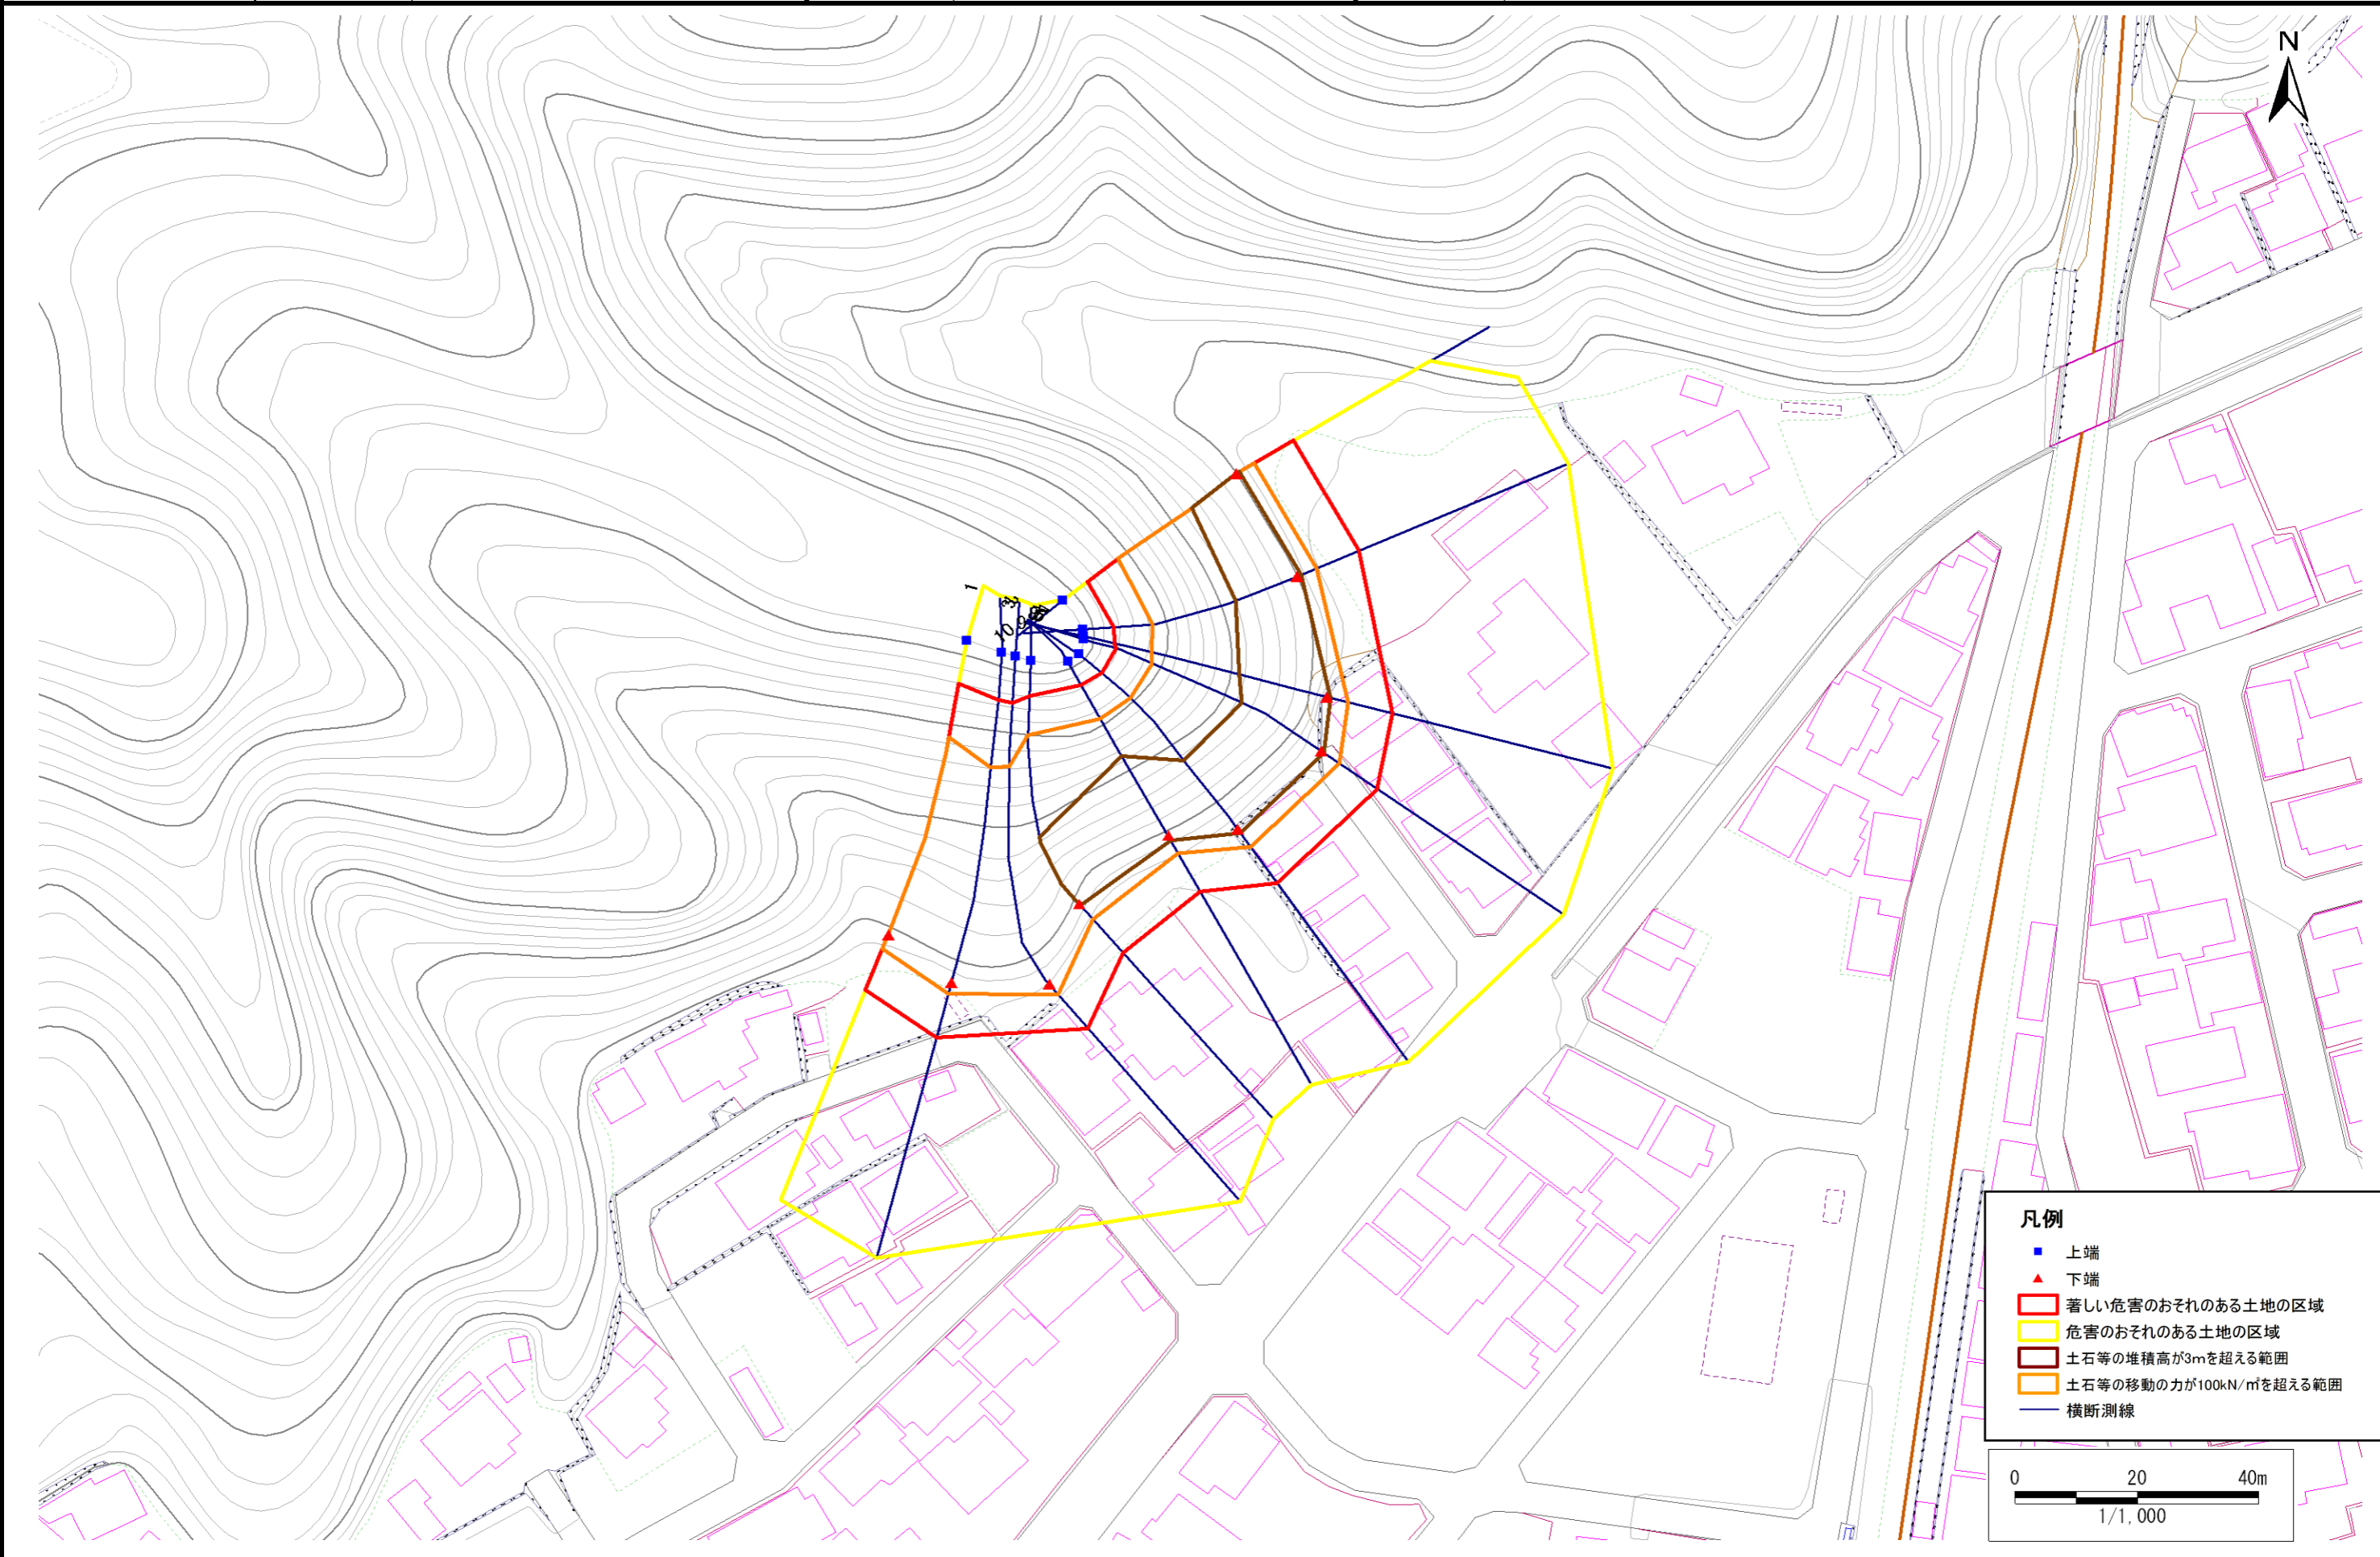 N
1
10
凡例
上端
下端
著しい危害のおそれのある土地の区域
危害のおそれのある土地の区域
土石等の堆積高が3mを超える範囲
土石等の移動の力が100kN/㎡を超える範囲
横断測線
0 20 40m
1/1,000